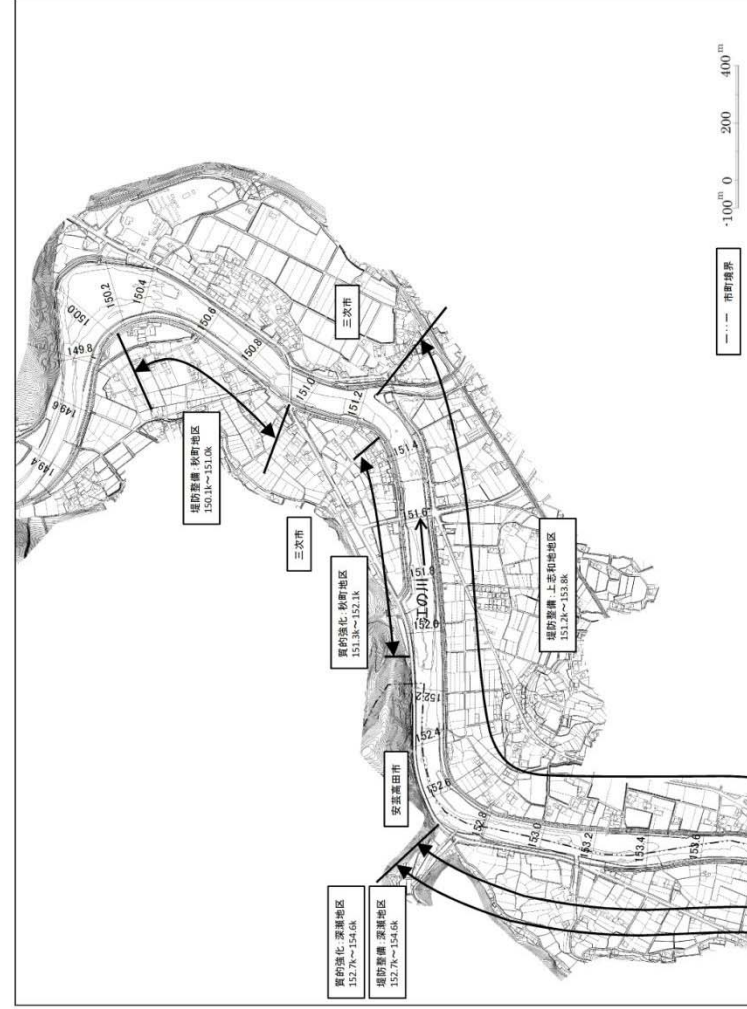 堤防整備:秋町地区
150.1k～151.0k
三次市
質的強化:秋町地区
151.3k～152.1k
安芸高田市
質的強化:深瀬地区
152.7k～154.6k
堤防整備:深瀬地区
152.7k～154.6k
三次市
堤防整備:上志和地地区
151.2k～153.8k
江の川
149.4
149.6
149.8
150.0
150.2
150.4
150.6
150.8
151.0
151.2
151.4
151.6
151.8
152.0
152.2
152.4
152.6
152.8
153.0
153.2
153.4
153.6
市町境界
-100m 0 200 400m